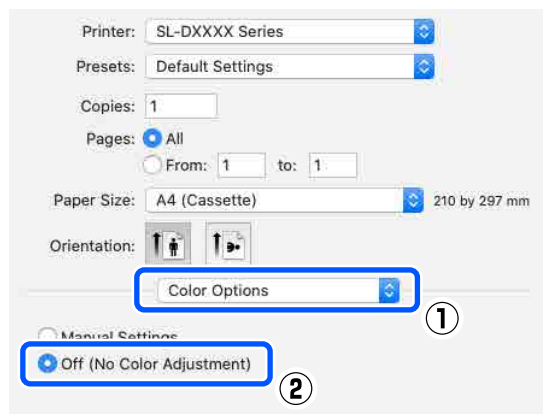 Printer: SL-DXXXX Series
Presets: Default Settings
Copies: 1
Pages: All
From: 1 to: 1
Paper Size: A4 (Cassette) 210 by 297 mm
Orientation:
Color Options
①
Manual Settings
Off (No Color Adjustment)
②